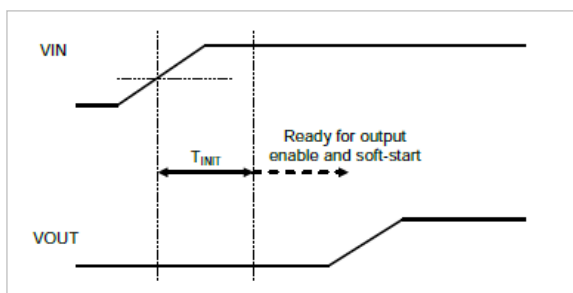 VIN
Ready for output
enable and soft-start
TINIT
VOUT